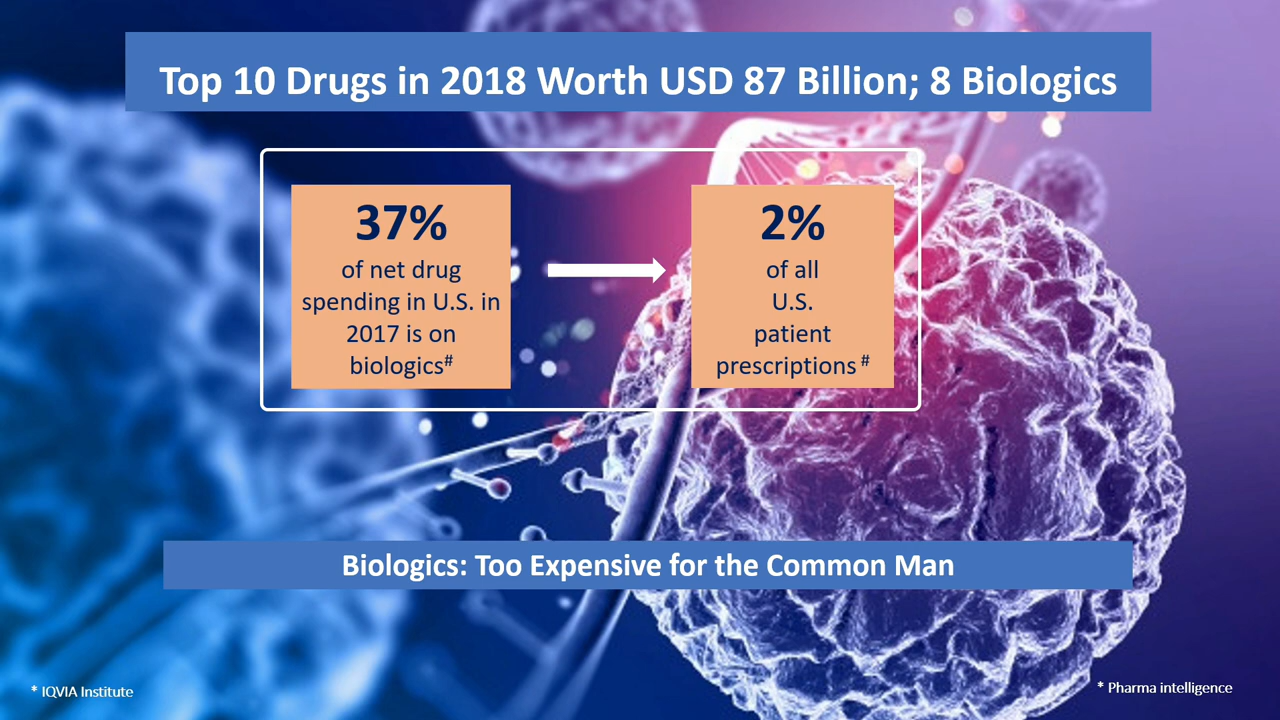 Top 10 Drugs in 2018 Worth USD 87 Billion; 8 Biologics
37%
of net drug
spending in U.S. in
2017 is on
biologics#
2%
of all
U.S.
patient
prescriptions #
Biologics: Too Expensive for the Common Man
* IQVIA Institute
* Pharma intelligence